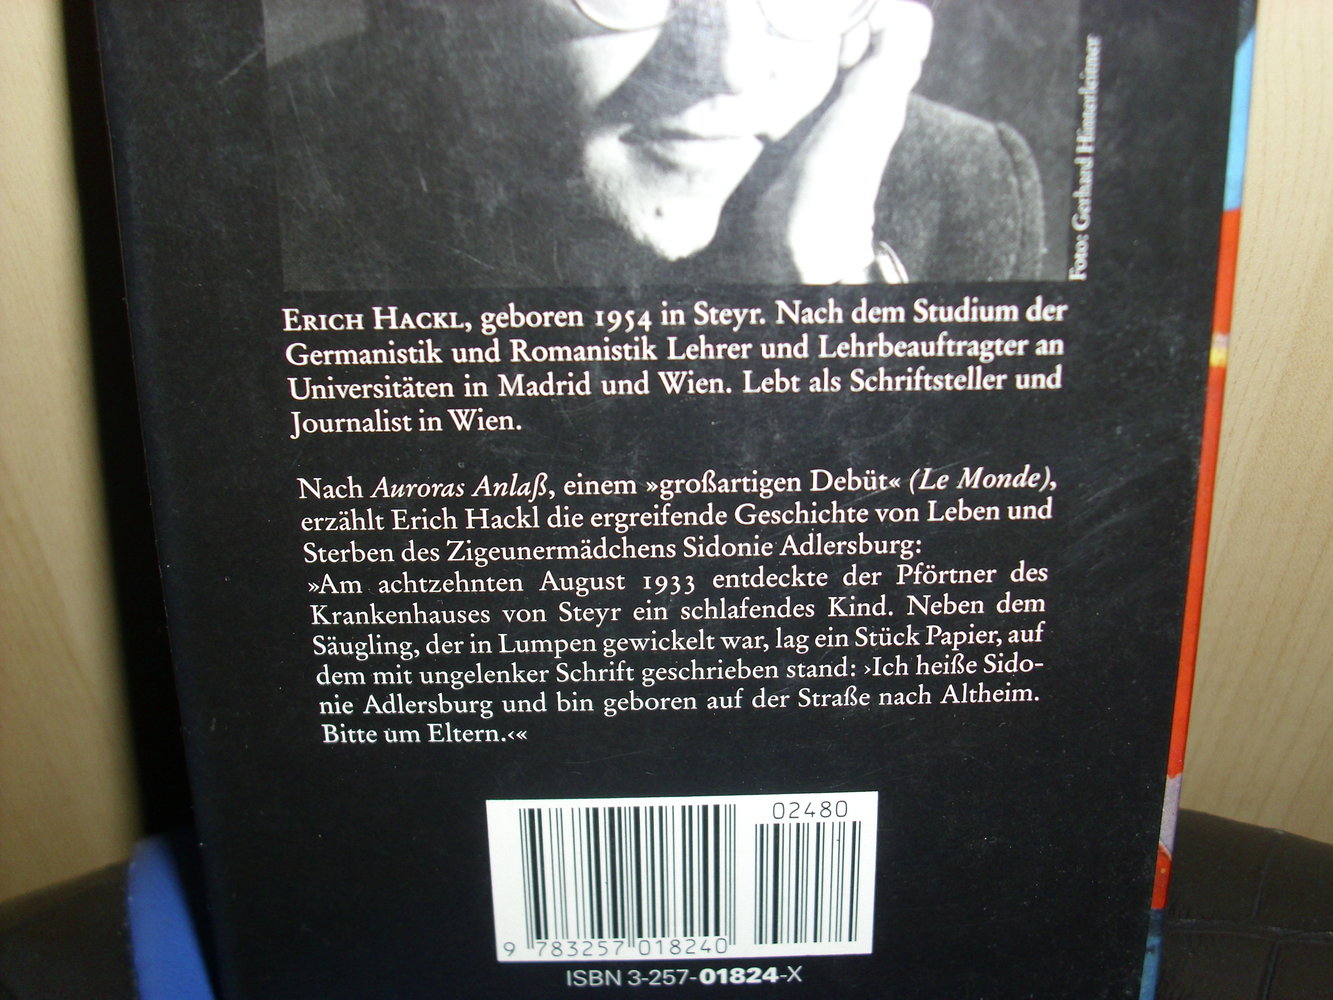 Foto: Gerhard Hinterleitner
ERICH HACKL, geboren 1954 in Steyr. Nach dem Studium der
Germanistik und Romanistik Lehrer und Lehrbeauftragter an
Universitäten in Madrid und Wien. Lebt als Schriftsteller und
Journalist in Wien.
Nach Auroras Anlaß, einem »großartigen Debüt« (Le Monde),
erzählt Erich Hackl die ergreifende Geschichte von Leben und
Sterben des Zigeunermädchens Sidonie Adlersburg:
»Am achtzehnten August 1933 entdeckte der Pförtner des
Krankenhauses von Steyr ein schlafendes Kind. Neben dem
Säugling, der in Lumpen gewickelt war, lag ein Stück Papier, auf
dem mit ungelenker Schrift geschrieben stand: ›Ich heiße Sido-
nie Adlersburg und bin geboren auf der Straße nach Altheim.
Bitte um Eltern.‹«
02480
9 783257 018240
ISBN 3-257-01824-X